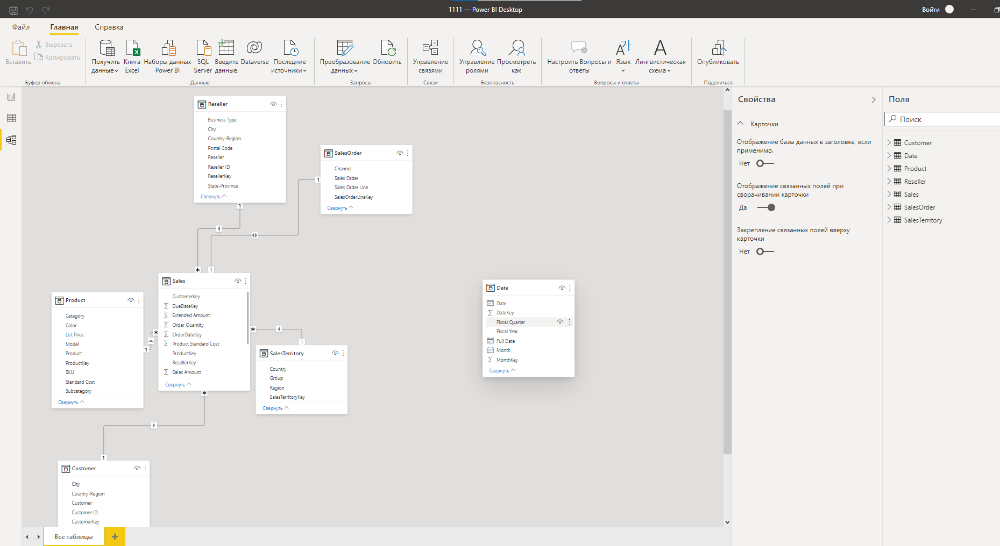 1111 — Power BI Desktop
Войти
Файл
Главная
Справка
Вставить
Вырезать
Копировать
Буфер обмена
Получить данные
Книга Excel
Наборы данных Power BI
SQL Server
Введите данные.
Dataverse
Последние источники
Данные
Преобразование данных
Обновить
Запросы
Управление связями
Связи
Управление ролями
Просмотреть как
Безопасность
Настроить Вопросы и ответы
Язык
Лингвистическая схема
Вопросы и ответы
Опубликовать
Поделиться
Reseller
Business Type
City
Country-Region
Postal Code
Reseller
Reseller ID
ResellerKey
State-Province
Свернуть
1
SalesOrder
Channel
Sales Order
Sales Order Line
SalesOrderLineKey
Свернуть
1
*
1
Sales
CustomerKey
DueDateKey
Extended Amount
Order Quantity
OrderDateKey
Product Standard Cost
ProductKey
ResellerKey
Sales Amount
Свернуть
*
*
*
Product
Category
Color
List Price
Model
Product
ProductKey
SKU
Standard Cost
Subcategory
Свернуть
1
SalesTerritory
Country
Group
Region
SalesTerritoryKey
Свернуть
1
Date
Date
DateKey
Fiscal Quarter
Fiscal Year
Full Date
Month
MonthKey
Свернуть
1
Customer
City
Country-Region
Customer
Customer ID
CustomerKey
Все таблицы
+
Свойства
Карточки
Отображение базы данных в заголовке, если
применимо.
Нет
Отображение связанных полей при
сворачивании карточки
Да
Закрепление связанных полей вверху
карточки
Нет
Поля
Поиск
Customer
Date
Product
Reseller
Sales
SalesOrder
SalesTerritory